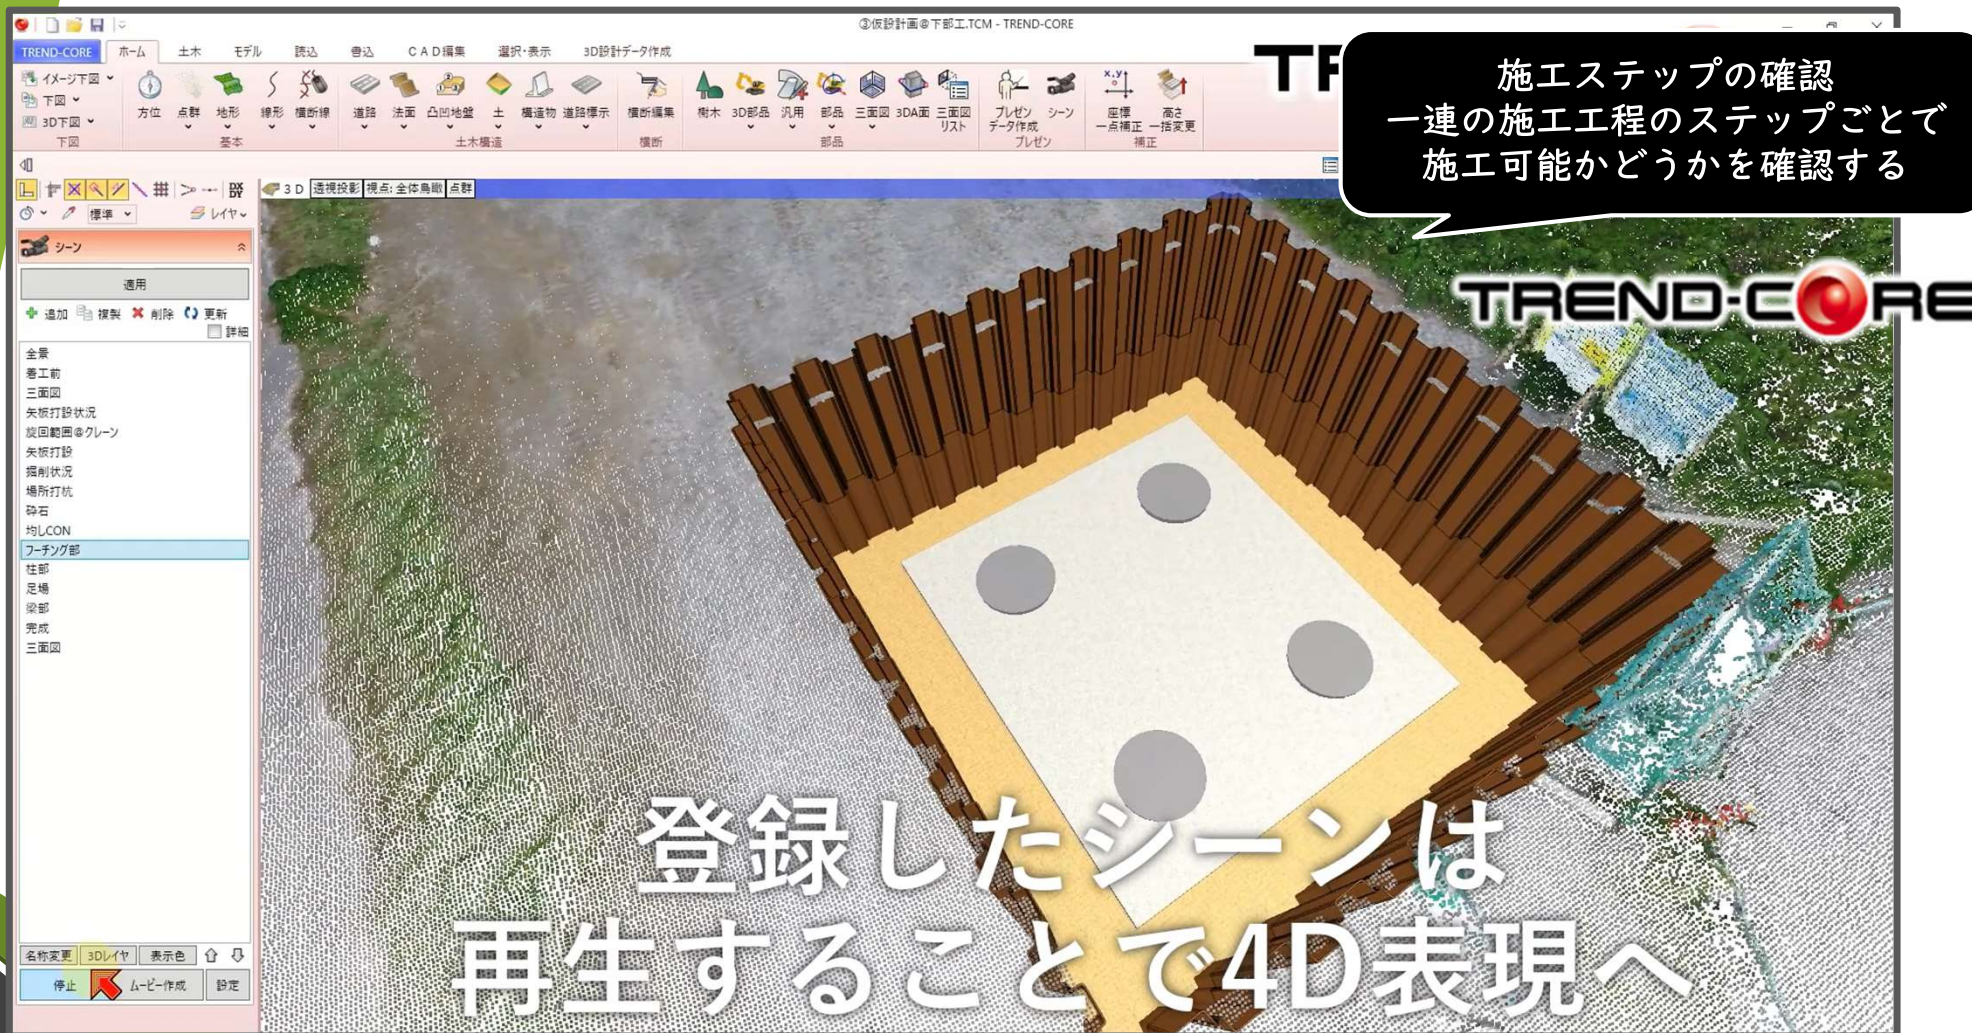 ③仮設計画@下部工.TCM - TREND-CORE
TREND-CORE ホーム 土木 モデル 読込 書込 CAD編集 選択・表示 3D設計データ作成
イメージ下図
下図
3D下図
下図
方位 点群 地形 線形 横断線
基本
道路 法面 凸凹地盤 土 構造物 道路標示
土木構造
横断編集
横断
樹木 3D部品 汎用 部品 三面図 3DA面 三面図リスト
部品
プレゼンデータ作成 シーン
プレゼン
座標一点補正 高さ一括変更
補正
施工ステップの確認
一連の施工工程のステップごとで
施工可能かどうかを確認する
TREND-CORE
標準 レイヤ
3D 透視投影 視点:全体鳥瞰 点群
シーン
適用
追加 複製 削除 更新
詳細
全景
着工前
三面図
矢板打設状況
旋回範囲@クレーン
矢板打設
掘削状況
場所打杭
砕石
均しCON
フーチング部
柱部
足場
梁部
完成
三面図
名称変更 3Dレイヤ 表示色
停止 ムービー作成 設定
登録したシーンは
再生することで4D表現へ